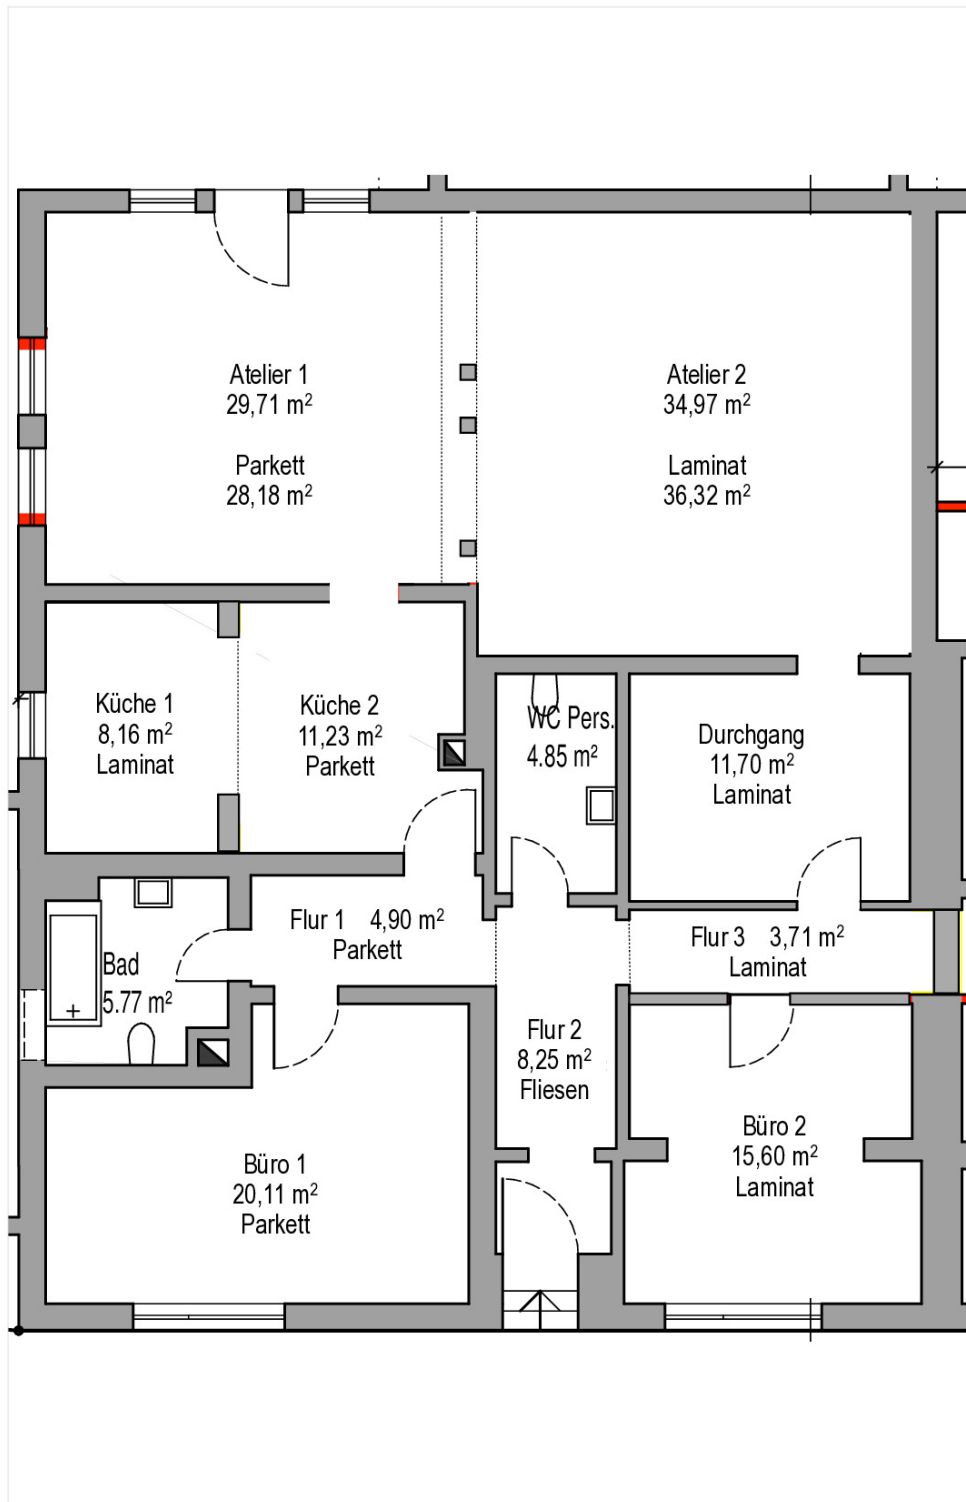 Atelier 1
29,71 m²
Parkett
28,18 m²
Atelier 2
34,97 m²
Laminat
36,32 m²
Küche 1
8,16 m²
Laminat
Küche 2
11,23 m²
Parkett
WC Pers.
4.85 m²
Durchgang
11,70 m²
Laminat
Flur 1 4,90 m²
Parkett
Flur 3 3,71 m²
Laminat
Bad
5.77 m²
Flur 2
8,25 m²
Fliesen
Büro 1
20,11 m²
Parkett
Büro 2
15,60 m²
Laminat